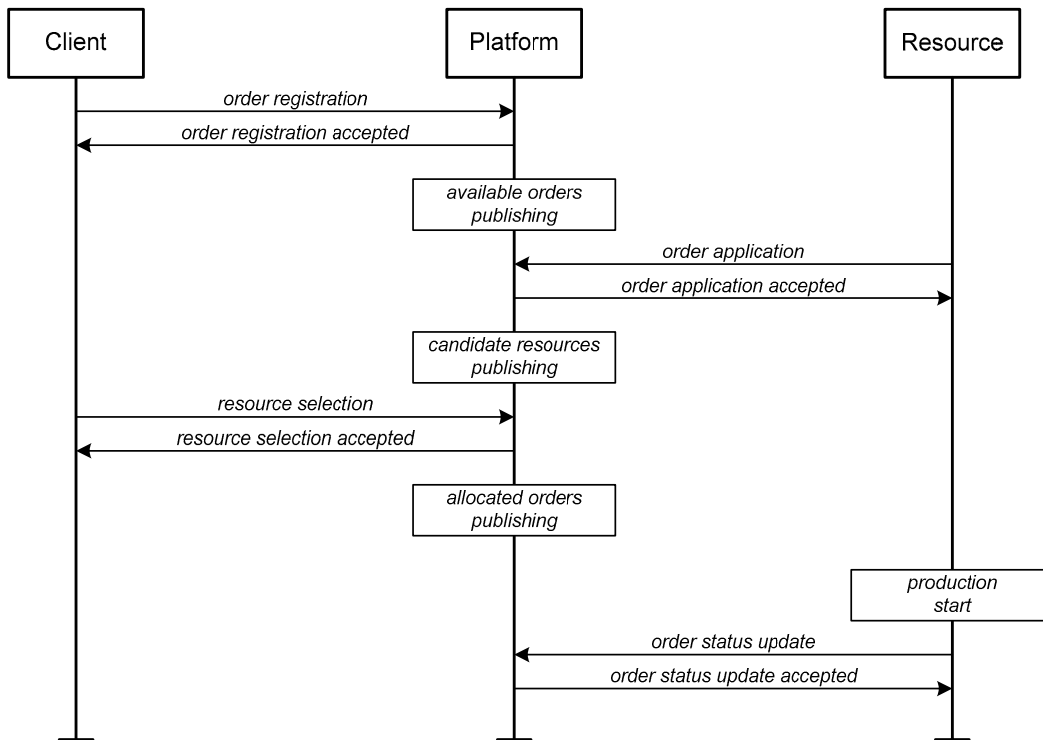 Client
Platform
Resource
order registration
order registration accepted
available orders
publishing
order application
order application accepted
candidate resources
publishing
resource selection
resource selection accepted
allocated orders
publishing
production
start
order status update
order status update accepted